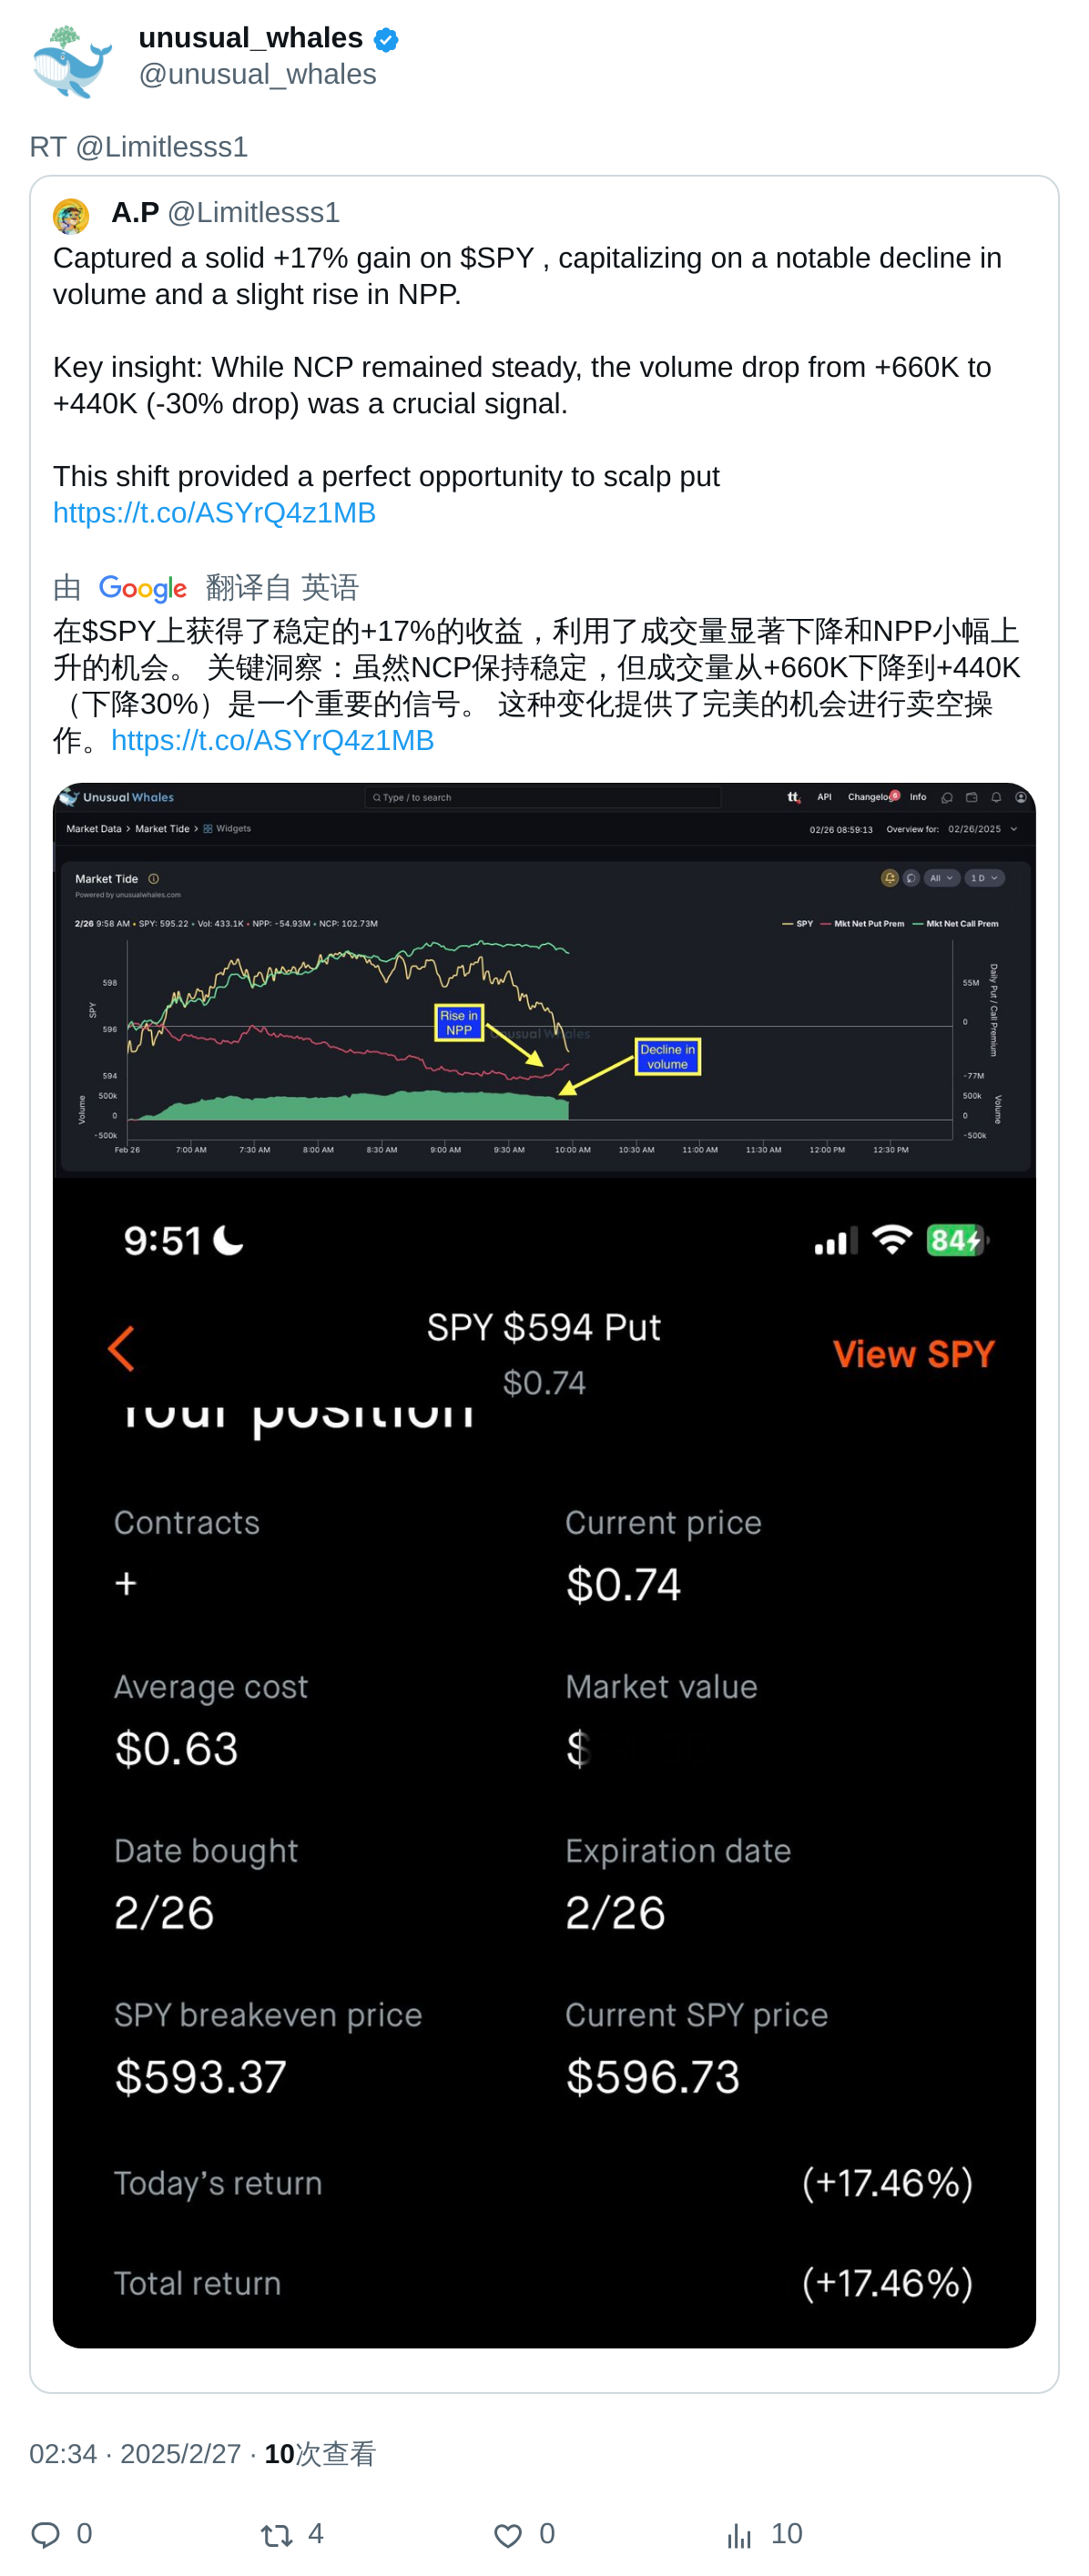 unusual_whales
@unusual_whales
RT @Limitlesss1
A.P @Limitlesss1
Captured a solid +17% gain on $SPY , capitalizing on a notable decline in
volume and a slight rise in NPP.
Key insight: While NCP remained steady, the volume drop from +660K to
+440K (-30% drop) was a crucial signal.
This shift provided a perfect opportunity to scalp put
https://t.co/ASYrQ4z1MB
由 Google 翻译自 英语
在$SPY上获得了稳定的+17%的收益，利用了成交量显著下降和NPP小幅上
升的机会。 关键洞察：虽然NCP保持稳定，但成交量从+660K下降到+440K
（下降30%）是一个重要的信号。 这种变化提供了完美的机会进行卖空操
作。https://t.co/ASYrQ4z1MB
Unusual Whales
Type / to search
tt
API
Changelog
6
Info
Market Data > Market Tide > Widgets
02/26 08:59:13
Overview for: 02/26/2025
Market Tide
All
1 D
Powered by unusualwhales.com
2/26 9:58 AM • SPY: 595.22 • Vol: 433.1K • NPP: -54.93M • NCP: 102.73M
SPY
Mkt Net Put Prem
Mkt Net Call Prem
598
596
594
SPY
500k
0
-500k
Volume
55M
0
-77M
Daily Put / Call Premium
500k
0
-500k
Volume
Unusual Whales
Rise in
NPP
Decline in
volume
Feb 26 7:00 AM 7:30 AM 8:00 AM 8:30 AM 9:00 AM 9:30 AM 10:00 AM 10:30 AM 11:00 AM 11:30 AM 12:00 PM 12:30 PM
9:51
84
SPY $594 Put
View SPY
$0.74
Your position
Contracts
Current price
+
$0.74
Average cost
Market value
$0.63
$
Date bought
Expiration date
2/26
2/26
SPY breakeven price
Current SPY price
$593.37
$596.73
Today’s return
(+17.46%)
Total return
(+17.46%)
02:34 · 2025/2/27 · 10次查看
0
4
0
10